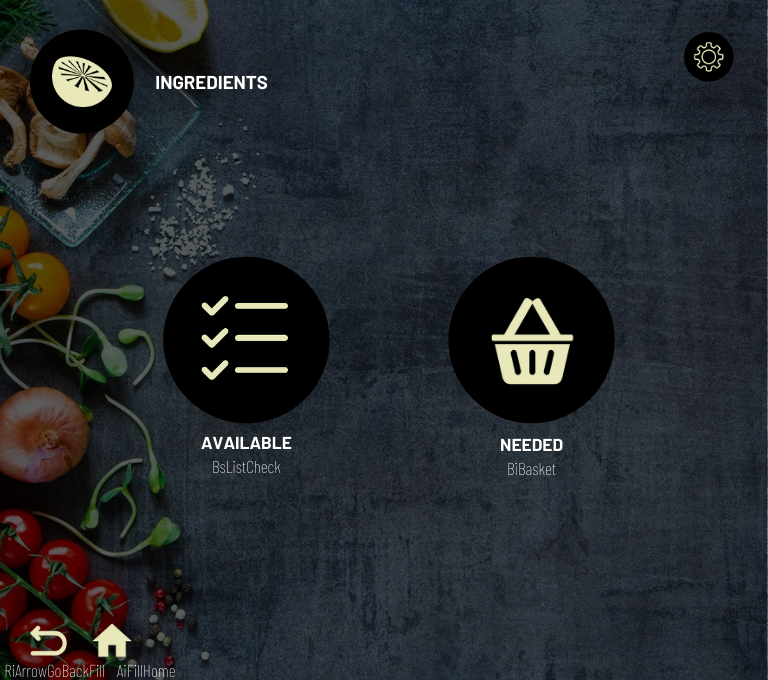 INGREDIENTS
AVAILABLE
BsListCheck
NEEDED
BiBasket
RiArrowGoBackFill
AiFillHome